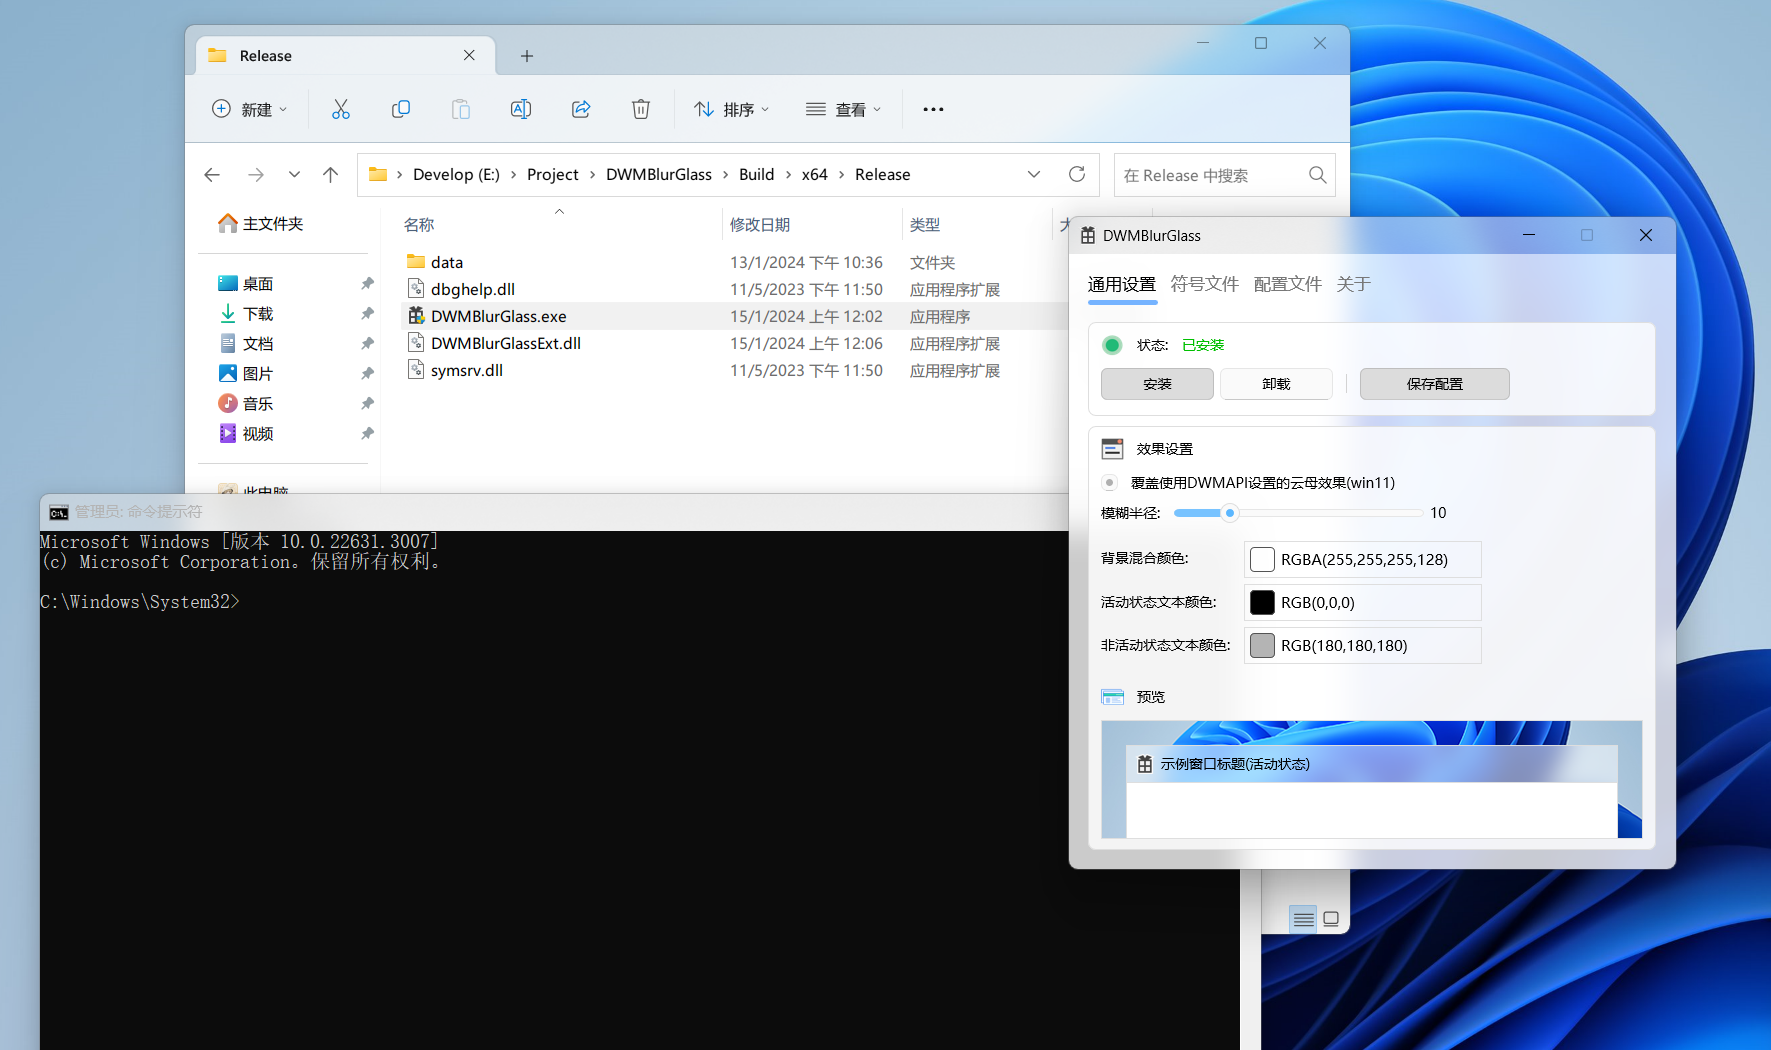 Release
新建
排序
查看
Develop (E:) > Project > DWMBlurGlass > Build > x64 > Release
在 Release 中搜索
主文件夹
桌面
下载
文档
图片
音乐
视频
此电脑
名称 修改日期 类型 大
data 13/1/2024 下午 10:36 文件夹
dbghelp.dll 11/5/2023 下午 11:50 应用程序扩展
DWMBlurGlass.exe 15/1/2024 上午 12:02 应用程序
DWMBlurGlassExt.dll 15/1/2024 上午 12:06 应用程序扩展
symsrv.dll 11/5/2023 下午 11:50 应用程序扩展
管理员: 命令提示符
Microsoft Windows [版本 10.0.22631.3007]
(c) Microsoft Corporation。保留所有权利。
C:\Windows\System32>
DWMBlurGlass
通用设置 符号文件 配置文件 关于
状态: 已安装
安装 卸载 保存配置
效果设置
覆盖使用DWMAPI设置的云母效果(win11)
模糊半径: 10
背景混合颜色: RGBA(255,255,255,128)
活动状态文本颜色: RGB(0,0,0)
非活动状态文本颜色: RGB(180,180,180)
预览
示例窗口标题(活动状态)